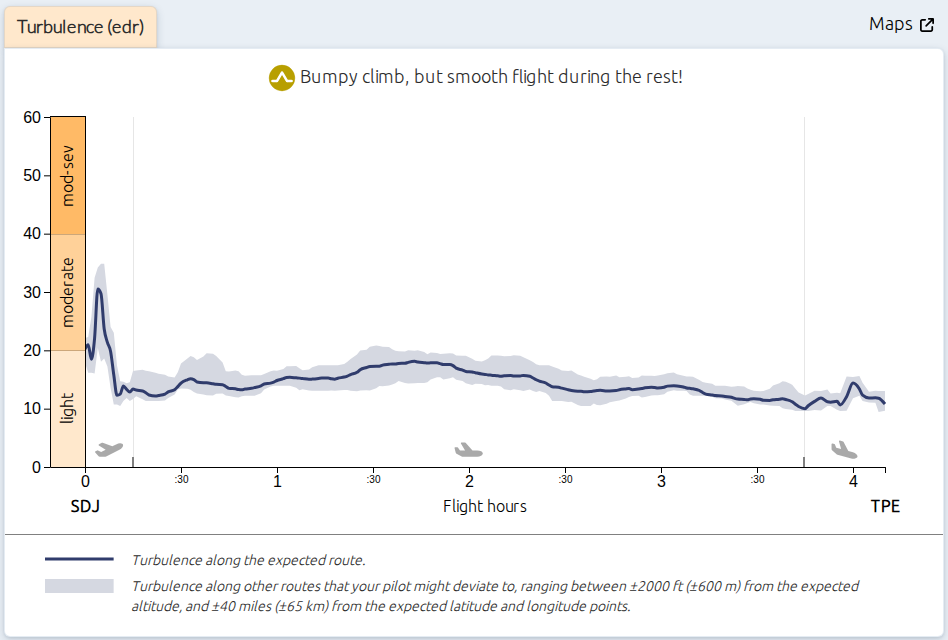 Turbulence (edr)
Maps
Bumpy climb, but smooth flight during the rest!
60
50
40
30
20
10
0
mod-sev
moderate
light
0
:30
1
:30
2
:30
3
:30
4
SDJ
Flight hours
TPE
Turbulence along the expected route.
Turbulence along other routes that your pilot might deviate to, ranging between ±2000 ft (±600 m) from the expected
altitude, and ±40 miles (±65 km) from the expected latitude and longitude points.